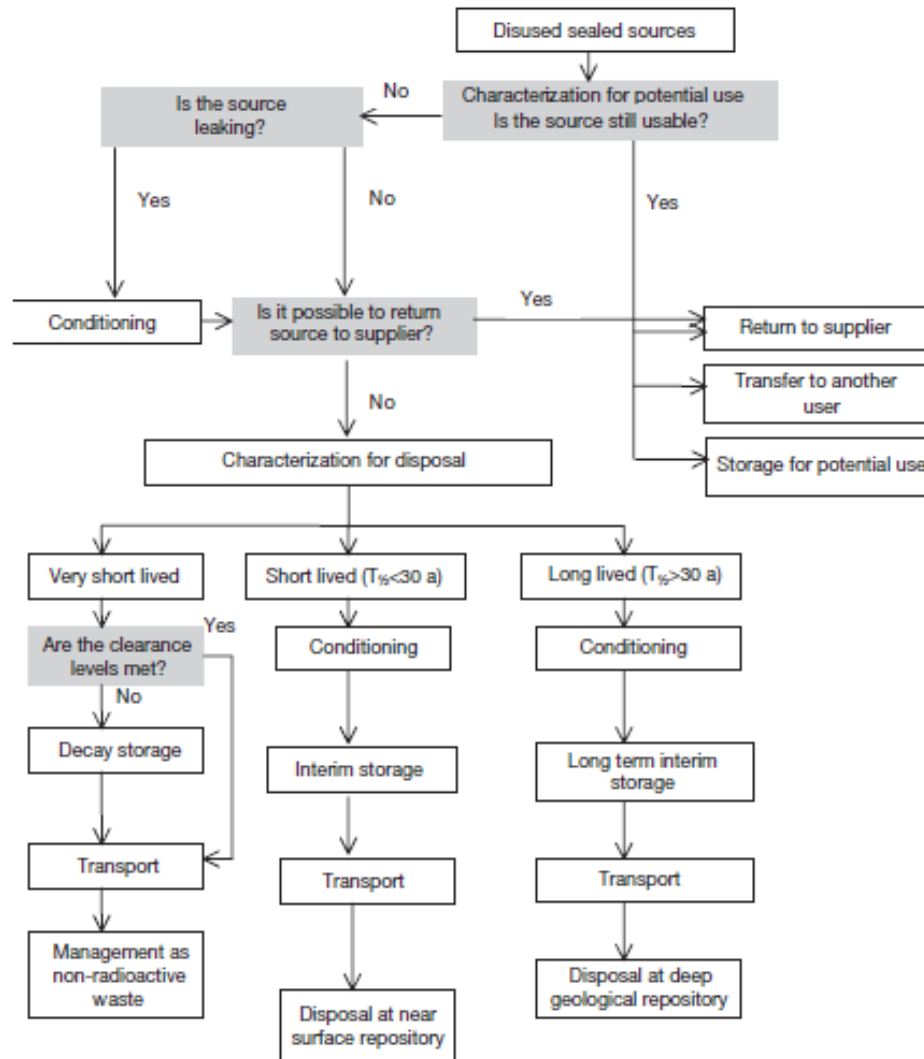 Disused sealed sources
Characterization for potential use
Is the source still usable?
No
Is the source
leaking?
Yes
No
Yes
Conditioning
Is it possible to return
source to supplier?
Yes
Return to supplier
Transfer to another
user
Storage for potential use
No
Characterization for disposal
Very short lived
Short lived (T½<30 a)
Long lived (T½>30 a)
Are the clearance
levels met?
Yes
No
Conditioning
Conditioning
Decay storage
Interim storage
Long term interim
storage
Transport
Transport
Transport
Management as
non-radioactive
waste
Disposal at near
surface repository
Disposal at deep
geological repository